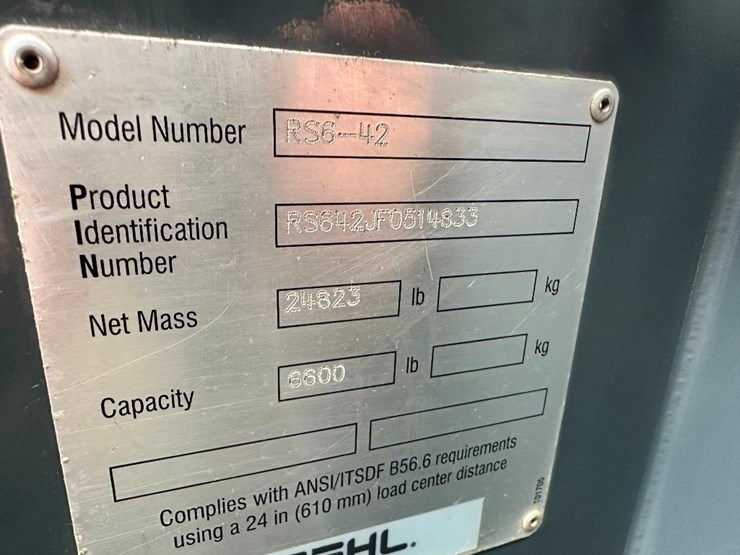 Model Number RS6-42
Product
Identification
Number RS642JF0514833
Net Mass 24823 lb kg
Capacity 6600 lb kg
Complies with ANSI/ITSDF B56.6 requirements
using a 24 in (610 mm) load center distance
101705